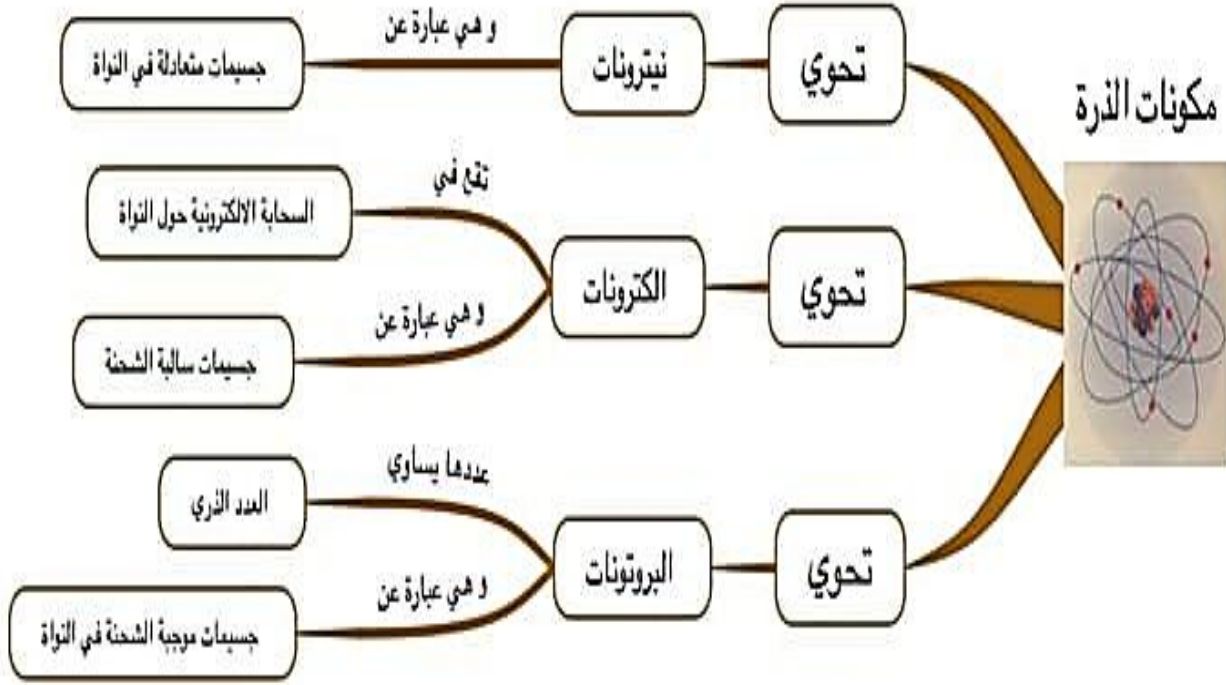 مكونات الذرة
تحوي
نيترونات
و هي عبارة عن
جسيمات متعادلة في النواة
تحوي
الكترونات
تقع في
السحابة الالكترونية حول النواة
و هي عبارة عن
جسيمات سالبة الشحنة
تحوي
البروتونات
عددها يساوي
العدد الذري
و هي عبارة عن
جسيمات موجبة الشحنة في النواة